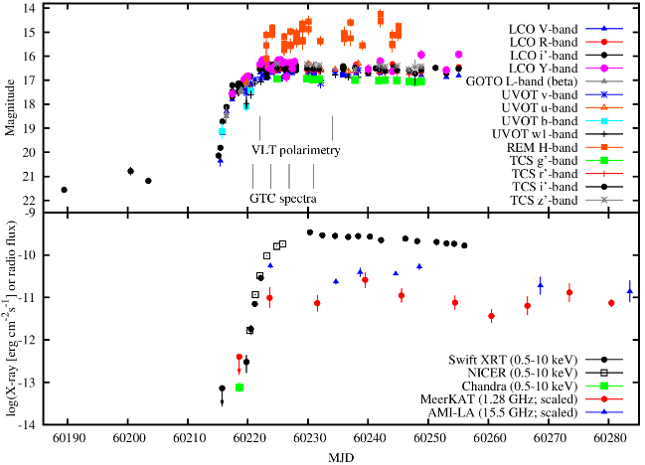 14
15
16
17
18
19
20
21
22
Magnitude
LCO V-band
LCO R-band
LCO i'-band
LCO Y-band
GOTO L-band (beta)
UVOT v-band
UVOT u-band
UVOT b-band
UVOT w1-band
REM H-band
TCS g'-band
TCS r'-band
TCS i'-band
TCS z'-band
VLT polarimetry
GTC spectra
-9
-10
-11
-12
-13
-14
log(X-ray [erg cm⁻²s⁻¹] or radio flux)
Swift XRT (0.5-10 keV)
NICER (0.5-10 keV)
Chandra (0.5-10 keV)
MeerKAT (1.28 GHz; scaled)
AMI-LA (15.5 GHz; scaled)
60190 60200 60210 60220 60230 60240 60250 60260 60270 60280
MJD